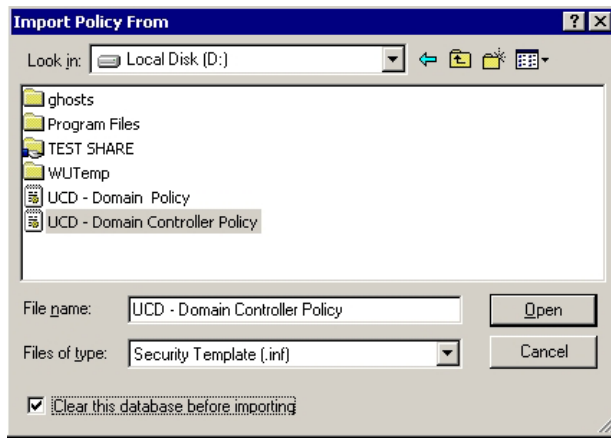 Import Policy From
Look in: Local Disk (D:)
ghosts
Program Files
TEST SHARE
WUTemp
UCD - Domain  Policy
UCD - Domain Controller Policy
File name: UCD - Domain Controller Policy Open
Files of type: Security Template (.inf) Cancel
Clear this database before importing